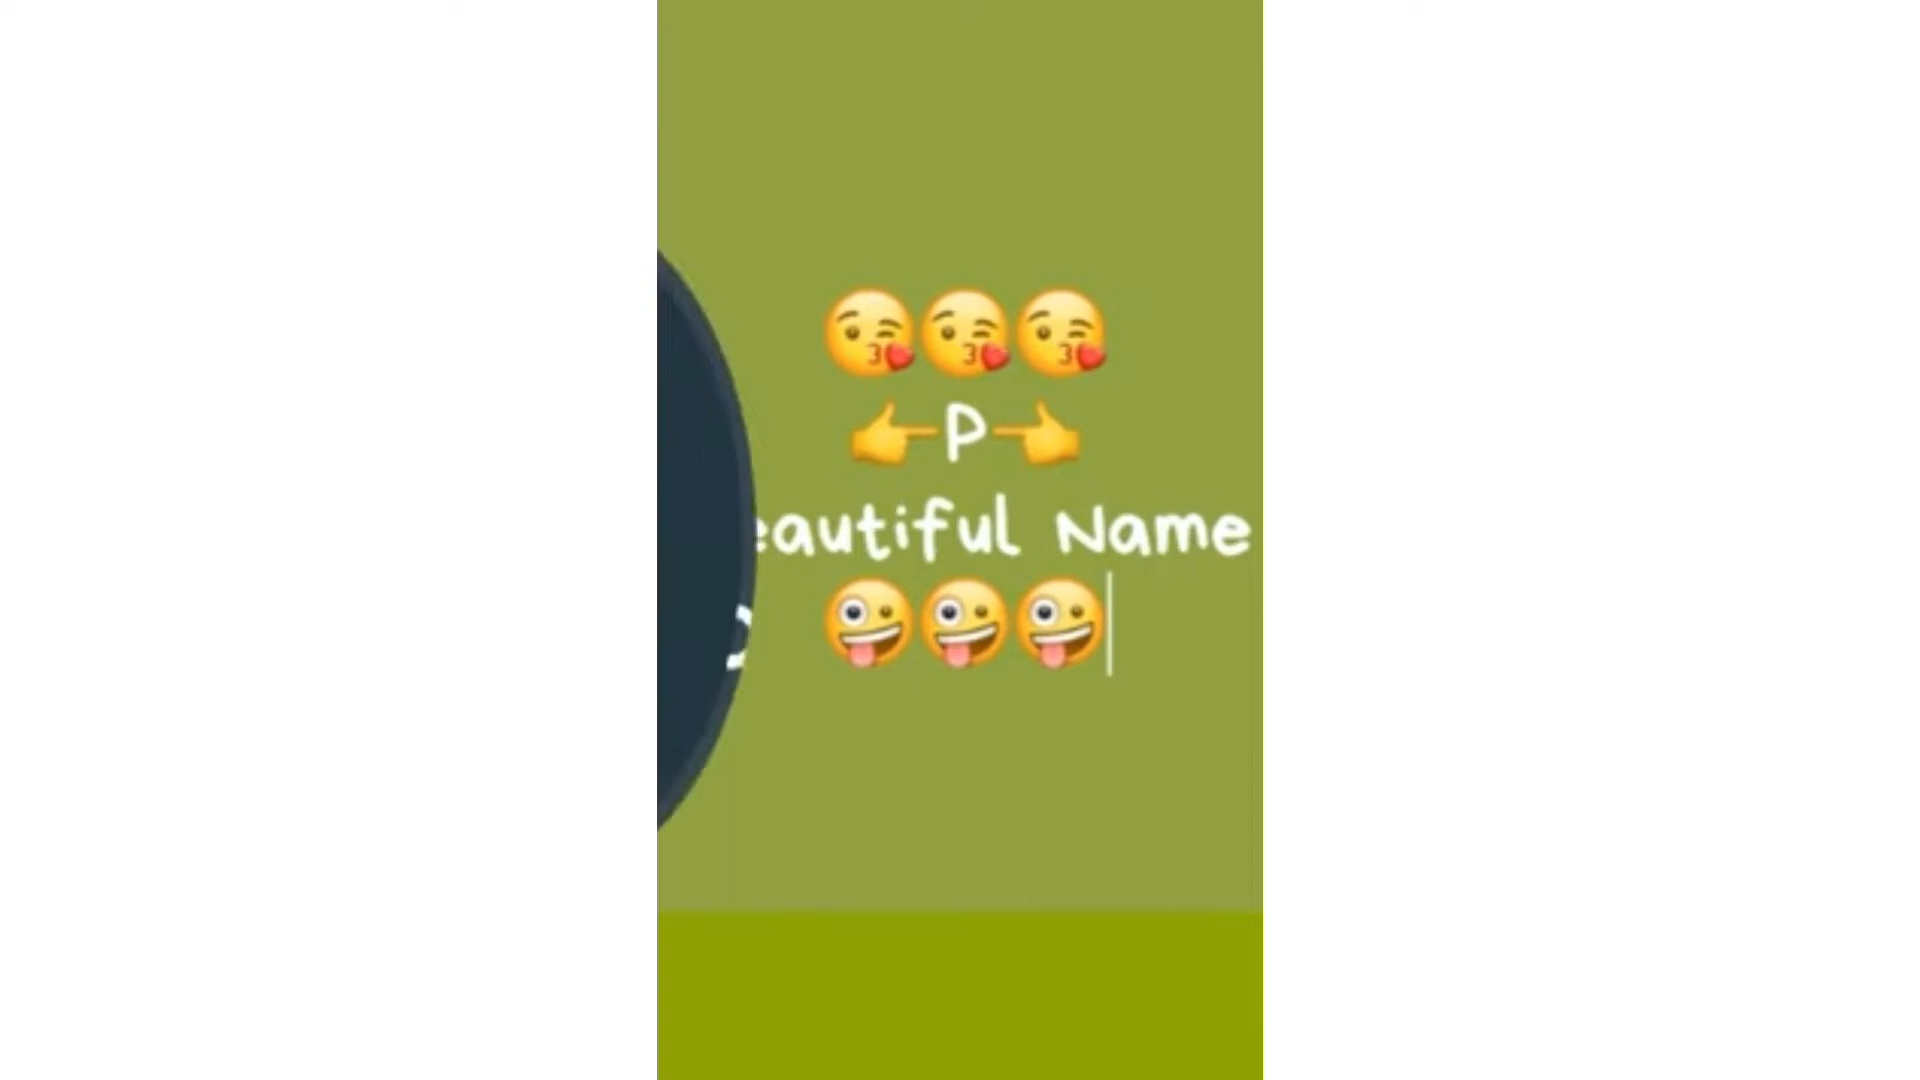 😘😘😘
👉P👈
eautiful Name
🤪🤪🤪